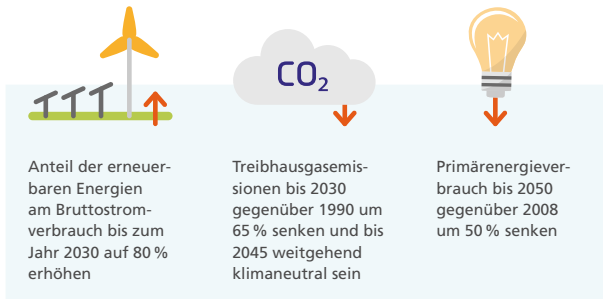 CO₂
Anteil der erneuer-
baren Energien
am Bruttostrom-
verbrauch bis zum
Jahr 2030 auf 80 %
erhöhen
Treibhausgasemis-
sionen bis 2030
gegenüber 1990 um
65 % senken und bis
2045 weitgehend
klimaneutral sein
Primärenergiever-
brauch bis 2050
gegenüber 2008
um 50 % senken